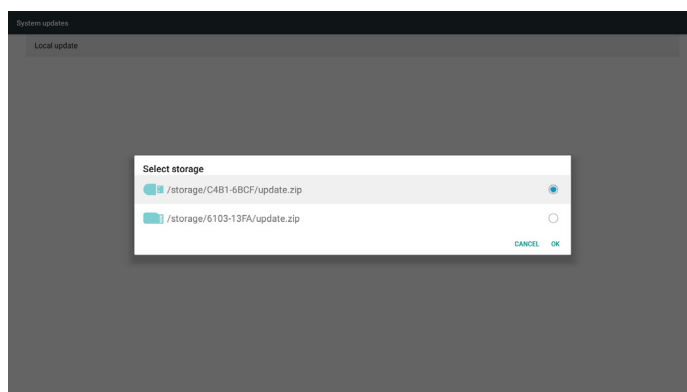 System updates
Local update
Select storage
/storage/C4B1-6BCF/update.zip
/storage/6103-13FA/update.zip
CANCEL OK